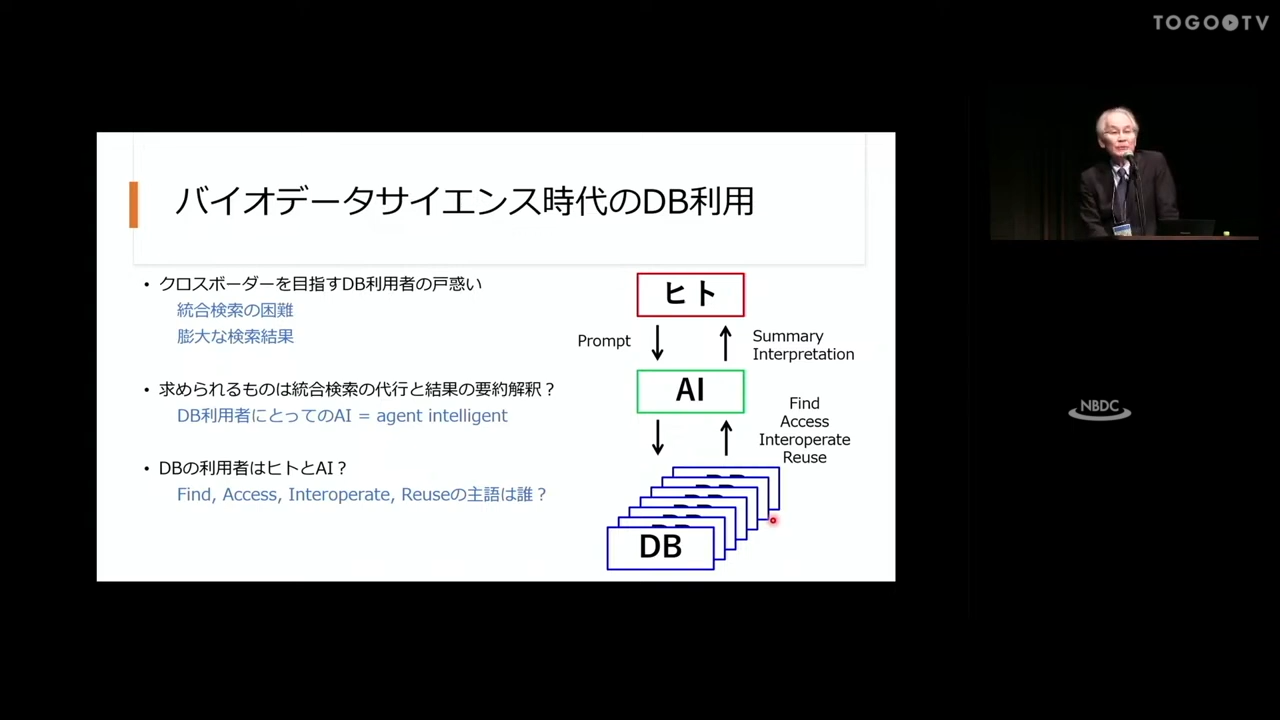 TOGOTV
バイオデータサイエンス時代のDB利用
• クロスボーダーを目指すDB利用者の戸惑い
統合検索の困難
膨大な検索結果
• 求められるものは統合検索の代行と結果の要約解釈？
DB利用者にとってのAI = agent intelligent
• DBの利用者はヒトとAI？
Find, Access, Interoperate, Reuseの主語は誰？
ヒト
Prompt
Summary
Interpretation
AI
Find
Access
Interoperate
Reuse
DB
NBDC